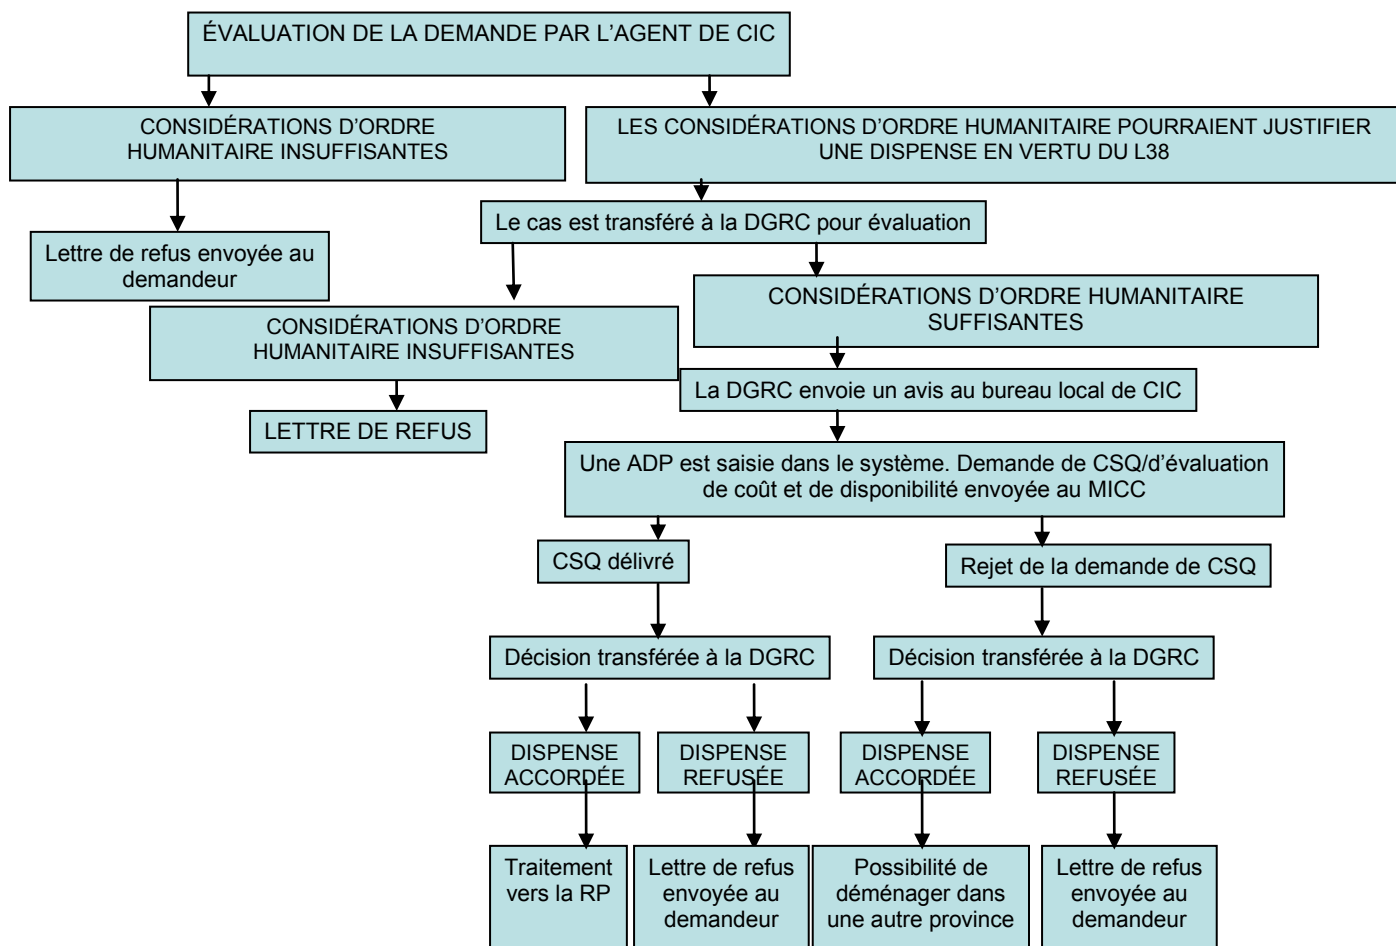 ÉVALUATION DE LA DEMANDE PAR L'AGENT DE CIC
CONSIDÉRATIONS D'ORDRE
HUMANITAIRE INSUFFISANTES
LES CONSIDÉRATIONS D'ORDRE HUMANITAIRE POURRAIENT JUSTIFIER
UNE DISPENSE EN VERTU DU L38
Le cas est transféré à la DGRC pour évaluation
Lettre de refus envoyée au
demandeur
CONSIDÉRATIONS D'ORDRE HUMANITAIRE
SUFFISANTES
CONSIDÉRATIONS D'ORDRE
HUMANITAIRE INSUFFISANTES
La DGRC envoie un avis au bureau local de CIC
LETTRE DE REFUS
Une ADP est saisie dans le système. Demande de CSQ/d'évaluation
de coût et de disponibilité envoyée au MICC
CSQ délivré
Rejet de la demande de CSQ
Décision transférée à la DGRC
Décision transférée à la DGRC
DISPENSE
ACCORDÉE
DISPENSE
REFUSÉE
DISPENSE
ACCORDÉE
DISPENSE
REFUSÉE
Traitement
vers la RP
Lettre de refus
envoyée au
demandeur
Possibilité de
déménager dans
une autre province
Lettre de refus
envoyée au
demandeur